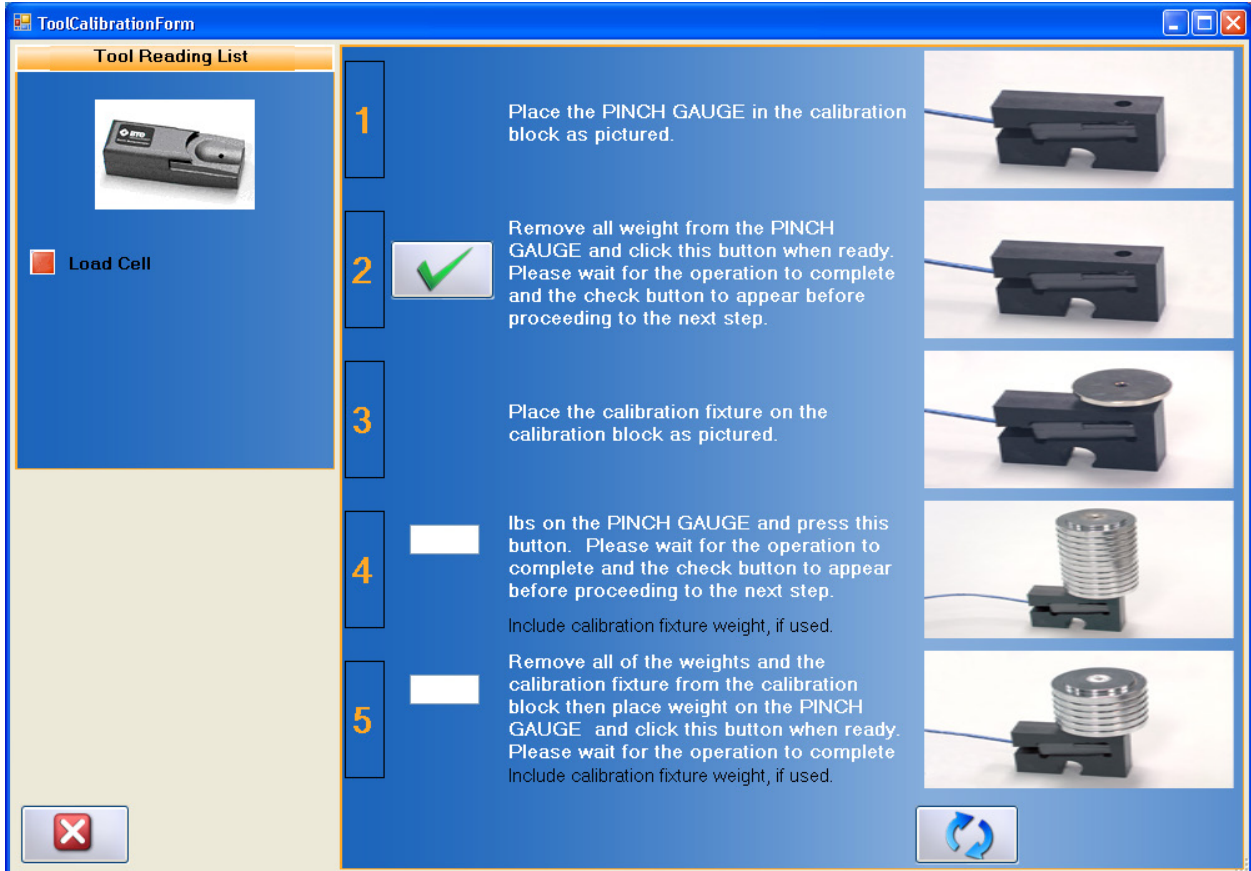 ToolCalibrationForm
Tool Reading List
BTE
Load Cell
1
Place the PINCH GAUGE in the calibration
block as pictured.
2
Remove all weight from the PINCH
GAUGE and click this button when ready.
Please wait for the operation to complete
and the check button to appear before
proceeding to the next step.
3
Place the calibration fixture on the
calibration block as pictured.
4
lbs on the PINCH GAUGE and press this
button.  Please wait for the operation to
complete and the check button to appear
before proceeding to the next step.
Include calibration fixture weight, if used.
5
Remove all of the weights and the
calibration fixture from the calibration
block then place weight on the PINCH
GAUGE  and click this button when ready.
Please wait for the operation to complete
Include calibration fixture weight, if used.